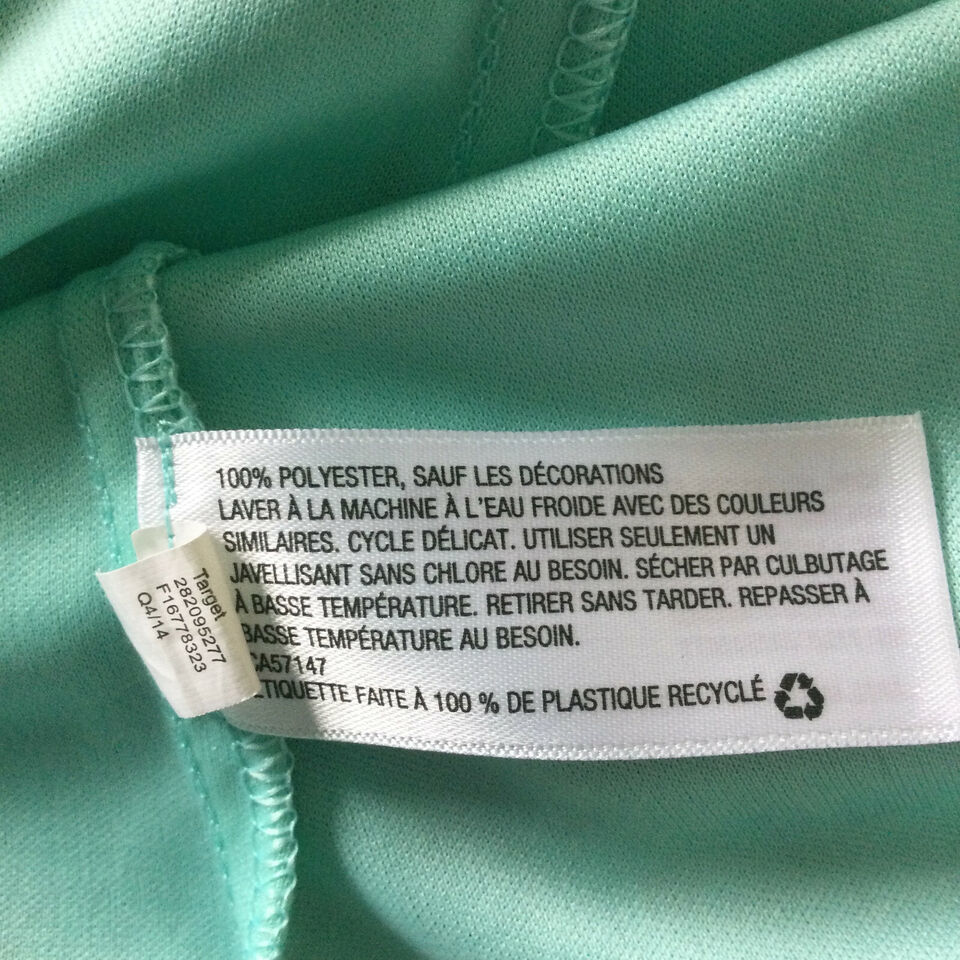 100% POLYESTER, SAUF LES DÉCORATIONS
LAVER À LA MACHINE À L'EAU FROIDE AVEC DES COULEURS
SIMILAIRES. CYCLE DÉLICAT. UTILISER SEULEMENT UN
JAVELLISANT SANS CHLORE AU BESOIN. SÉCHER PAR CULBUTAGE
À BASSE TEMPÉRATURE. RETIRER SANS TARDER. REPASSER À
BASSE TEMPÉRATURE AU BESOIN.
CA57147
ETIQUETTE FAITE À 100 % DE PLASTIQUE RECYCLÉ
Target
282095277
F16778323
Q4/14